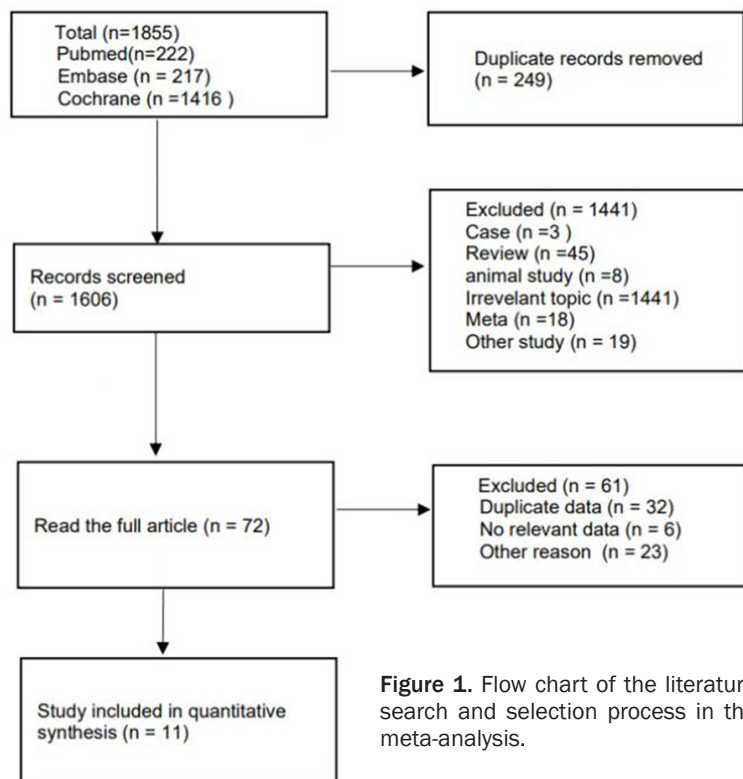 Total (n=1855)
Pubmed(n=222)
Embase (n = 217)
Cochrane (n =1416 )
Duplicate records removed
(n = 249)
Records screened
(n = 1606)
Excluded (n = 1441)
Case (n =3 )
Review (n =45)
animal study (n =8)
Irrevelant topic (n =1441)
Meta (n =18)
Other study (n = 19)
Read the full article (n = 72)
Excluded (n = 61)
Duplicate data (n = 32)
No relevant data (n = 6)
Other reason  (n = 23)
Study included in quantitative
synthesis (n = 11)
Figure 1. Flow chart of the
search and selection process in
meta-analysis.